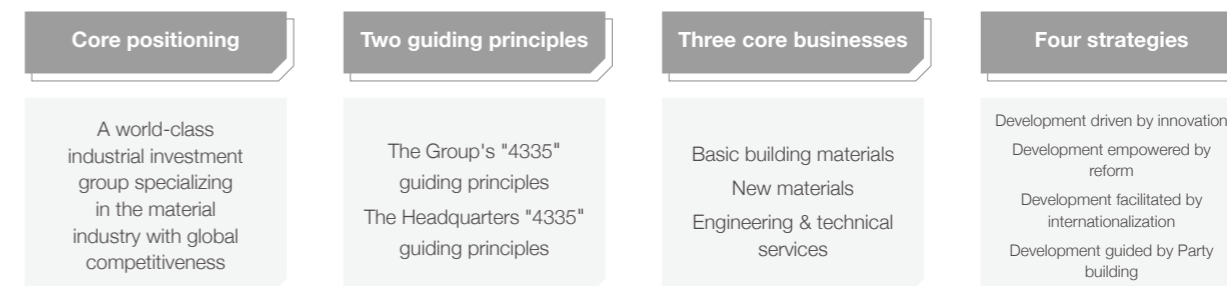 Core positioning
A world-class
industrial investment
group specializing
in the material
industry with global
competitiveness
Two guiding principles
The Group's "4335"
guiding principles
The Headquarters "4335"
guiding principles
Three core businesses
Basic building materials
New materials
Engineering & technical
services
Four strategies
Development driven by innovation
Development empowered by
reform
Development facilitated by
internationalization
Development guided by Party
building